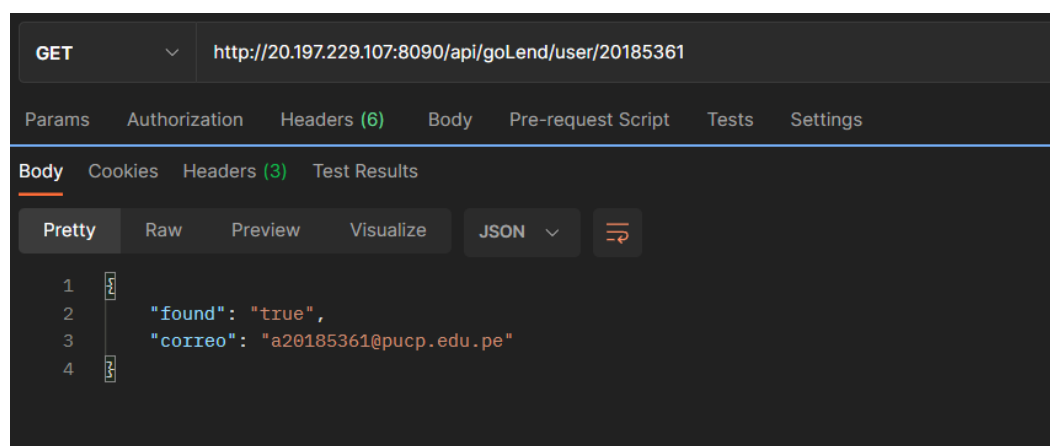 GET http://20.197.229.107:8090/api/goLend/user/20185361
Params Authorization Headers (6) Body Pre-request Script Tests Settings
Body Cookies Headers (3) Test Results
Pretty Raw Preview Visualize JSON
1 {
2 "found": "true",
3 "correo": "a20185361@pucp.edu.pe"
4 }